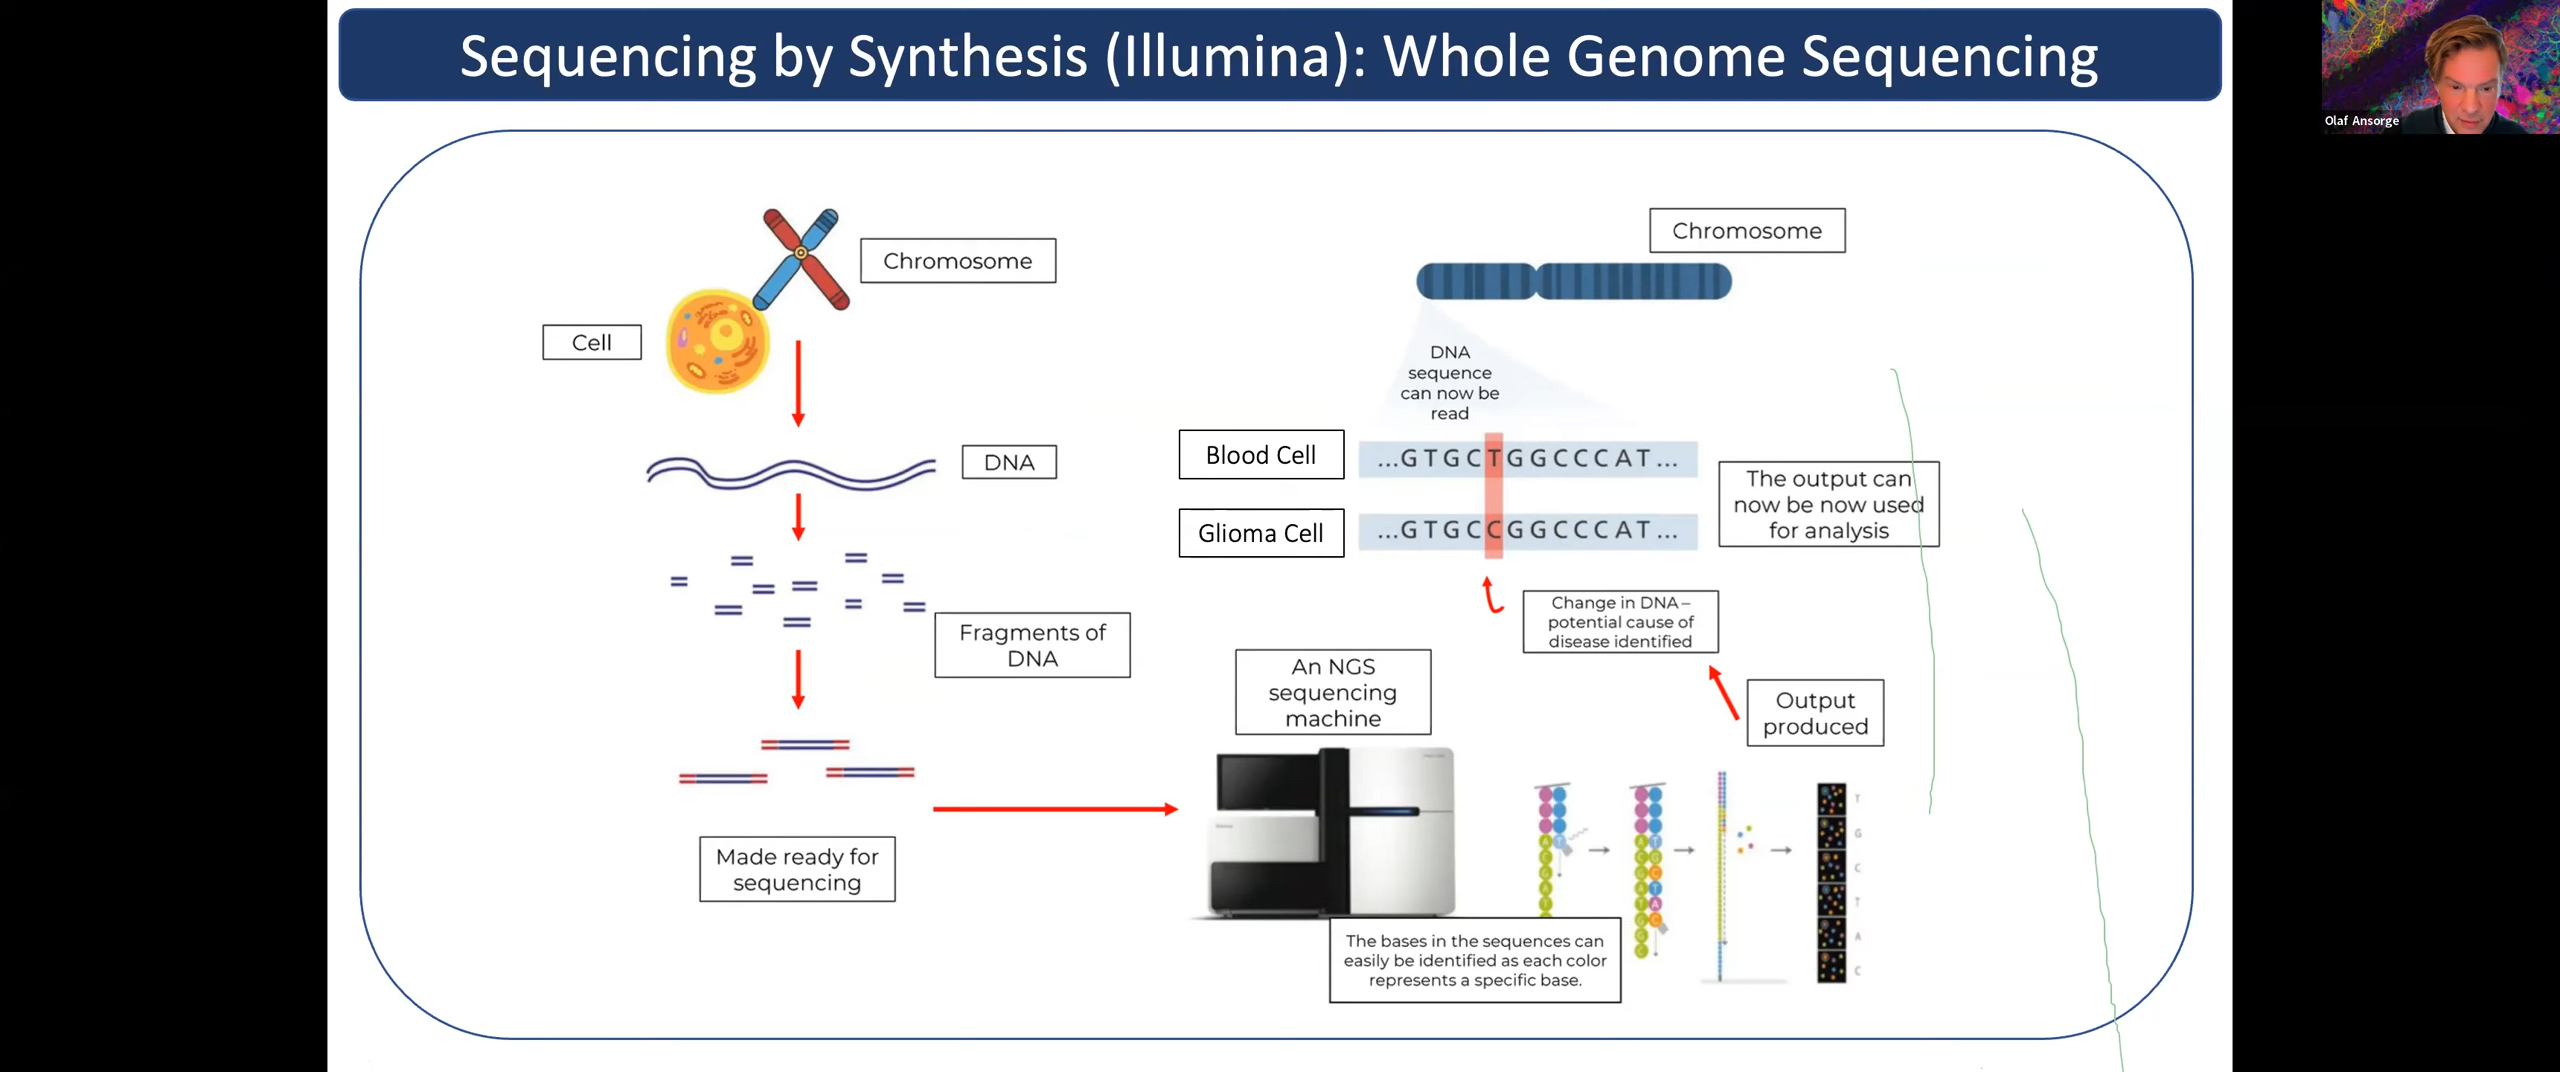 Sequencing by Synthesis (Illumina): Whole Genome Sequencing
Olaf Ansorge
Chromosome
Cell
DNA
Fragments of
DNA
Made ready for
sequencing
Chromosome
DNA
sequence
can now be
read
Blood Cell
...GTGCTGGCCCAT...
Glioma Cell
...GTGCCGGCCCAT...
The output can
now be now used
for analysis
Change in DNA–
potential cause of
disease identified
An NGS
sequencing
machine
Output
produced
The bases in the sequences can
easily be identified as each color
represents a specific base.
A T
C
G
A
T
A T
C G
G C
A T
T A
G C
G
C
T
G
C
T
A
C